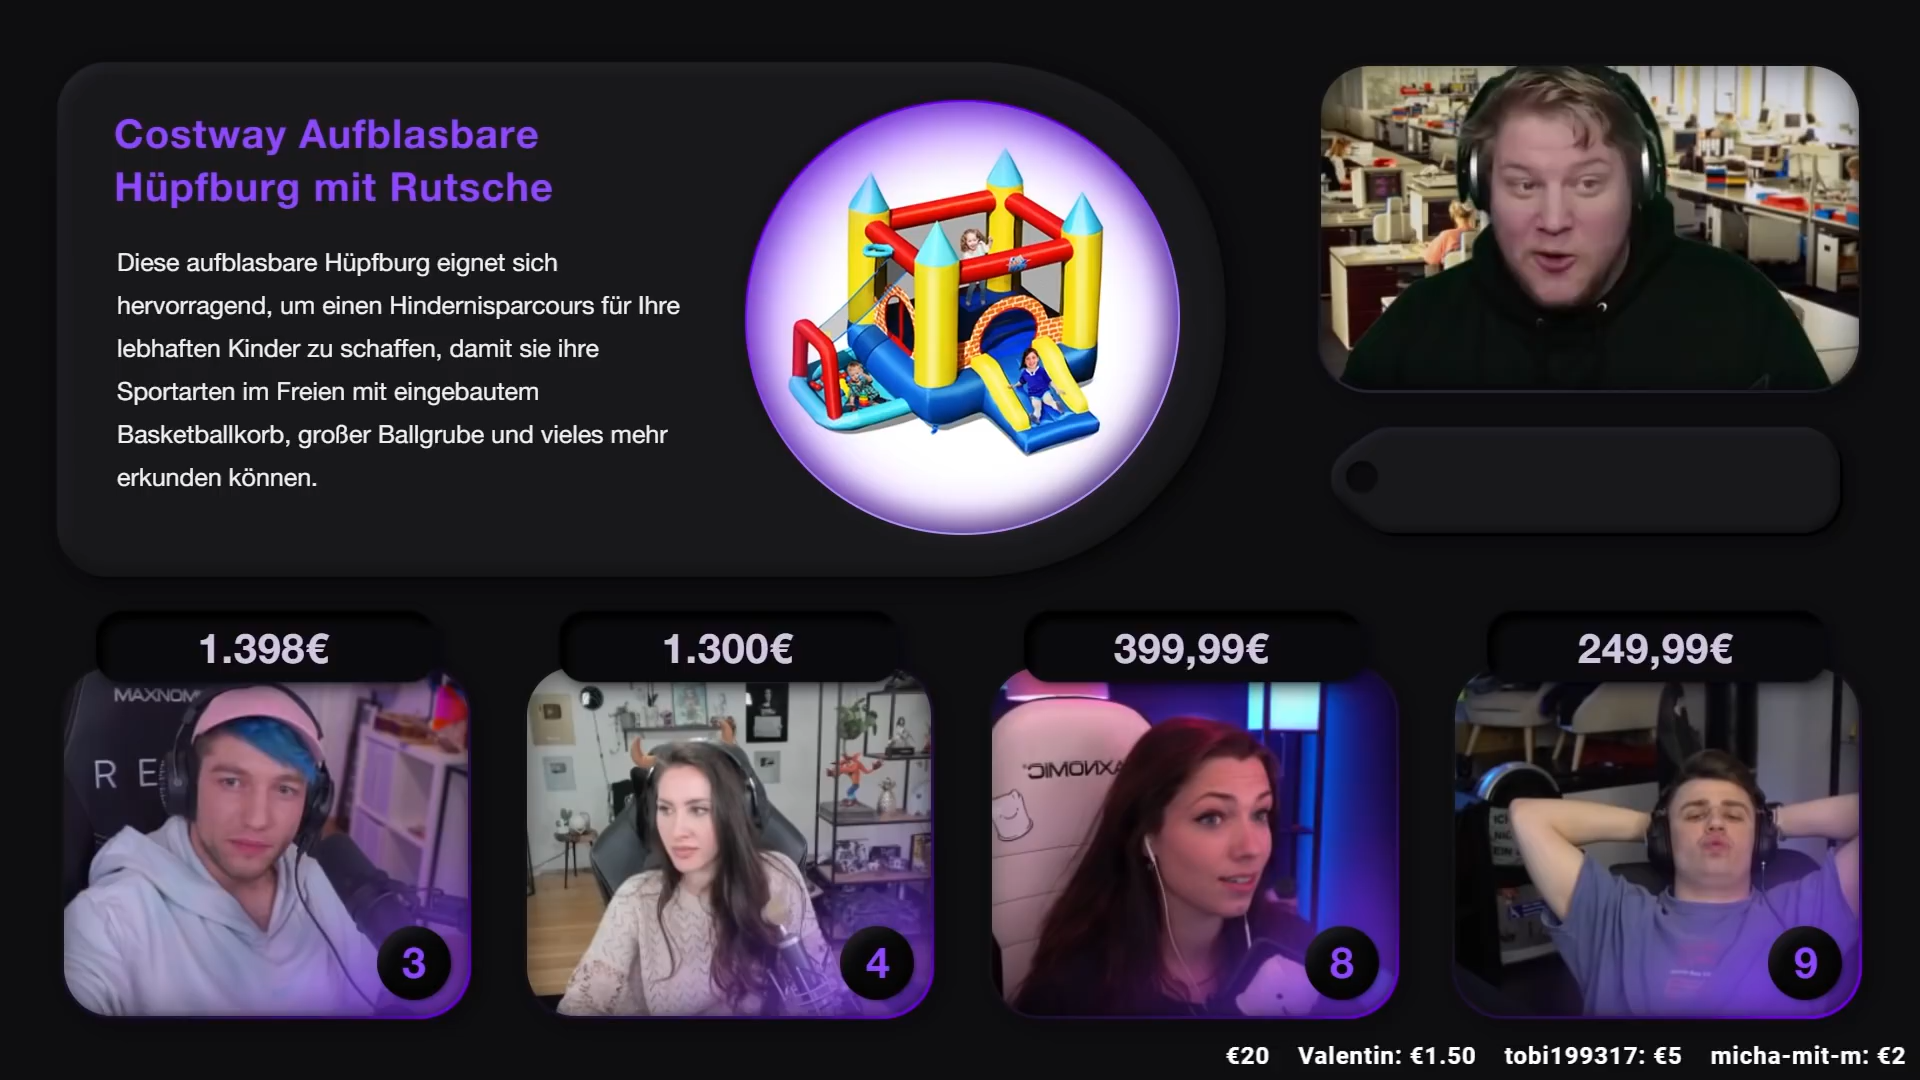 Costway Aufblasbare
Hüpfburg mit Rutsche
Diese aufblasbare Hüpfburg eignet sich
hervorragend, um einen Hindernisparcours für Ihre
lebhaften Kinder zu schaffen, damit sie ihre
Sportarten im Freien mit eingebautem
Basketballkorb, großer Ballgrube und vieles mehr
erkunden können.
1.398€
1.300€
399,99€
249,99€
MAXNOM
RE
3
4
8
9
€20 Valentin: €1.50 tobi199317: €5 micha-mit-m: €2